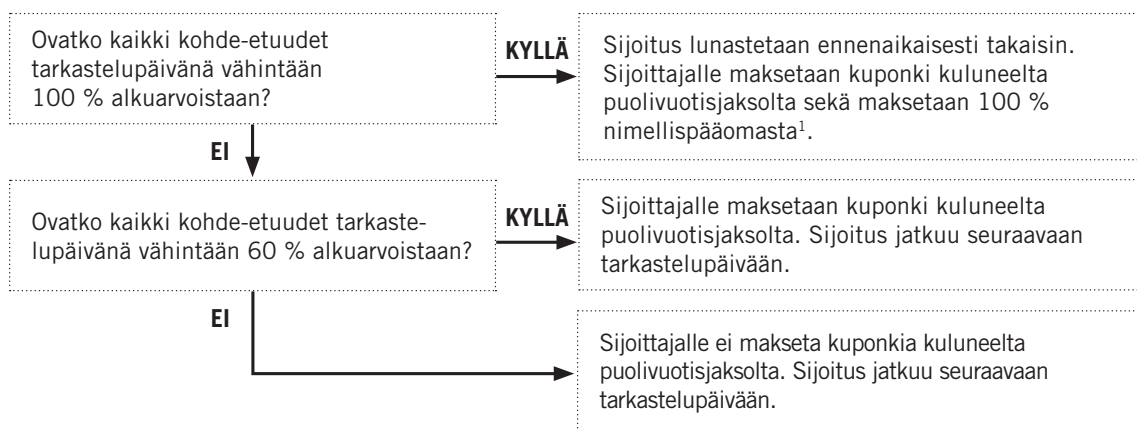 Ovatko kaikki kohde-etuudet
tarkastelupäivänä vähintään
100 % alkuarvoistaan?
KYLLÄ
Sijoitus lunastetaan ennenaikaisesti takaisin.
Sijoittajalle maksetaan kuponki kuluneelta
puolivuotisjaksolta sekä maksetaan 100 %
nimellispääomasta¹.
EI
Ovatko kaikki kohde-etuudet tarkaste-
lupäivänä vähintään 60 % alkuarvoistaan?
KYLLÄ
Sijoittajalle maksetaan kuponki kuluneelta
puolivuotisjaksolta. Sijoitus jatkuu seuraavaan
tarkastelupäivään.
EI
Sijoittajalle ei makseta kuponkia kuluneelta
puolivuotisjaksolta. Sijoitus jatkuu seuraavaan
tarkastelupäivään.